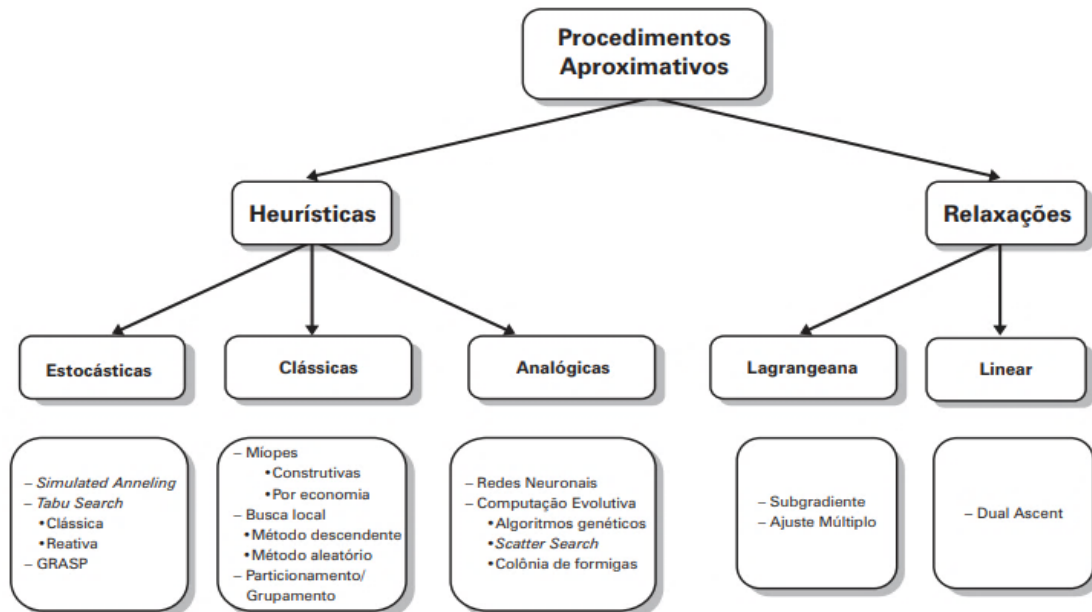 Procedimentos
Aproximativos
Heurísticas
Relaxações
Estocásticas
Clássicas
Analógicas
Lagrangeana
Linear
– Simulated Anneling
– Tabu Search
•Clássica
•Reativa
– GRASP
– Míopes
•Construtivas
•Por economia
– Busca local
•Método descendente
•Método aleatório
– Particionamento/
Grupamento
– Redes Neuronais
– Computação Evolutiva
•Algoritmos genéticos
•Scatter Search
•Colônia de formigas
– Subgradiente
– Ajuste Múltiplo
– Dual Ascent